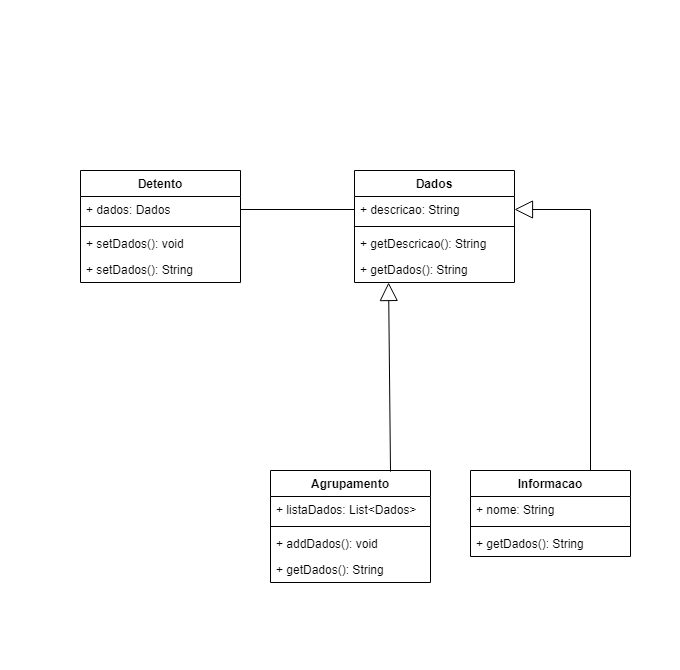 Detento
+ dados: Dados
+ setDados(): void
+ setDados(): String
Dados
+ descricao: String
+ getDescricao(): String
+ getDados(): String
Agrupamento
+ listaDados: List<Dados>
+ addDados(): void
+ getDados(): String
Informacao
+ nome: String
+ getDados(): String